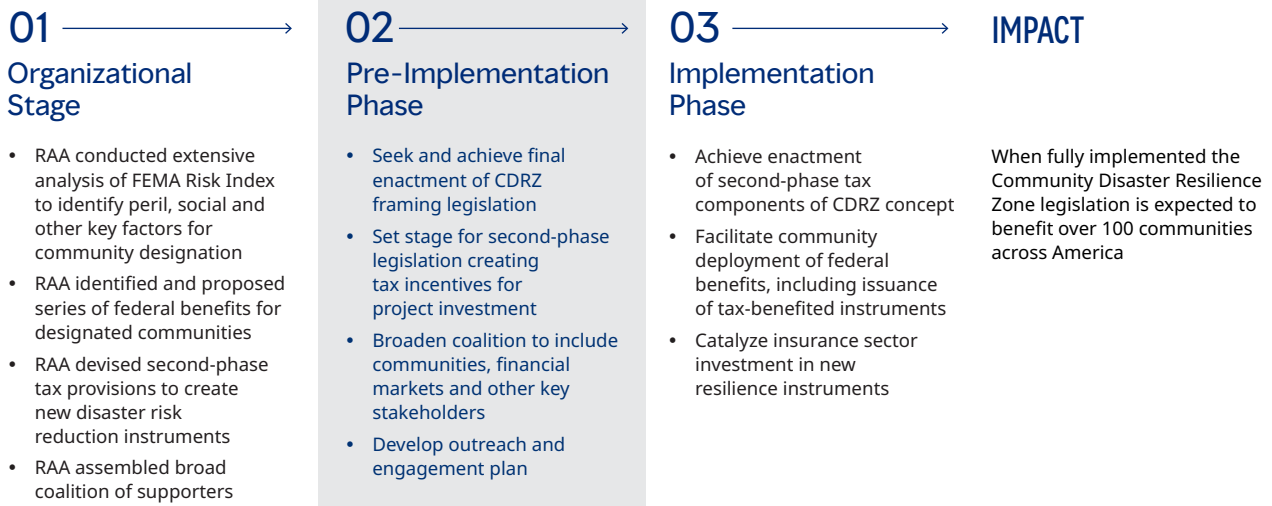 01
Organizational
Stage
• RAA conducted extensive
analysis of FEMA Risk Index
to identify peril, social and
other key factors for
community designation
• RAA identified and proposed
series of federal benefits for
designated communities
• RAA devised second-phase
tax provisions to create
new disaster risk
reduction instruments
• RAA assembled broad
coalition of supporters
02
Pre-Implementation
Phase
• Seek and achieve final
enactment of CDRZ
framing legislation
• Set stage for second-phase
legislation creating
tax incentives for
project investment
• Broaden coalition to include
communities, financial
markets and other key
stakeholders
• Develop outreach and
engagement plan
03
Implementation
Phase
• Achieve enactment
of second-phase tax
components of CDRZ concept
• Facilitate community
deployment of federal
benefits, including issuance
of tax-benefited instruments
• Catalyze insurance sector
investment in new
resilience instruments
IMPACT
When fully implemented the
Community Disaster Resilience
Zone legislation is expected to
benefit over 100 communities
across America